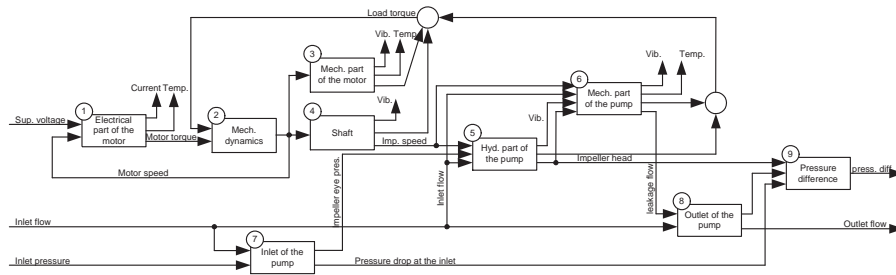 Load torque
Vib.
Temp.
3
Mech. part
of the motor
Vib.
Temp.
6
Mech. part
of the pump
Current
Temp.
1
Electrical
part of the
motor
Sup. voltage
Motor torque
2
Mech.
dynamics
4
Shaft
Vib.
Imp. speed
Vib.
5
Hyd. part of
the pump
Impeller head
9
Pressure
difference
press. diff.
Motor speed
Impeller eye pres.
Inlet flow
leakage flow
8
Outlet of the
pump
Outlet flow
Inlet flow
7
Inlet of the
pump
Inlet pressure
Pressure drop at the inlet